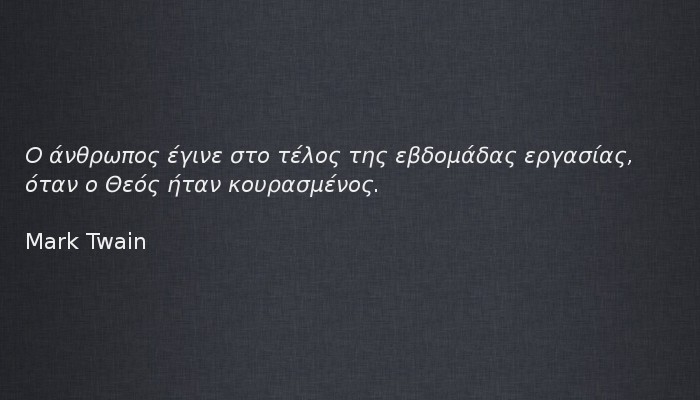 Ο άνθρωπος έγινε στο τέλος της εβδομάδας εργασίας,
όταν ο Θεός ήταν κουρασμένος.
Mark Twain